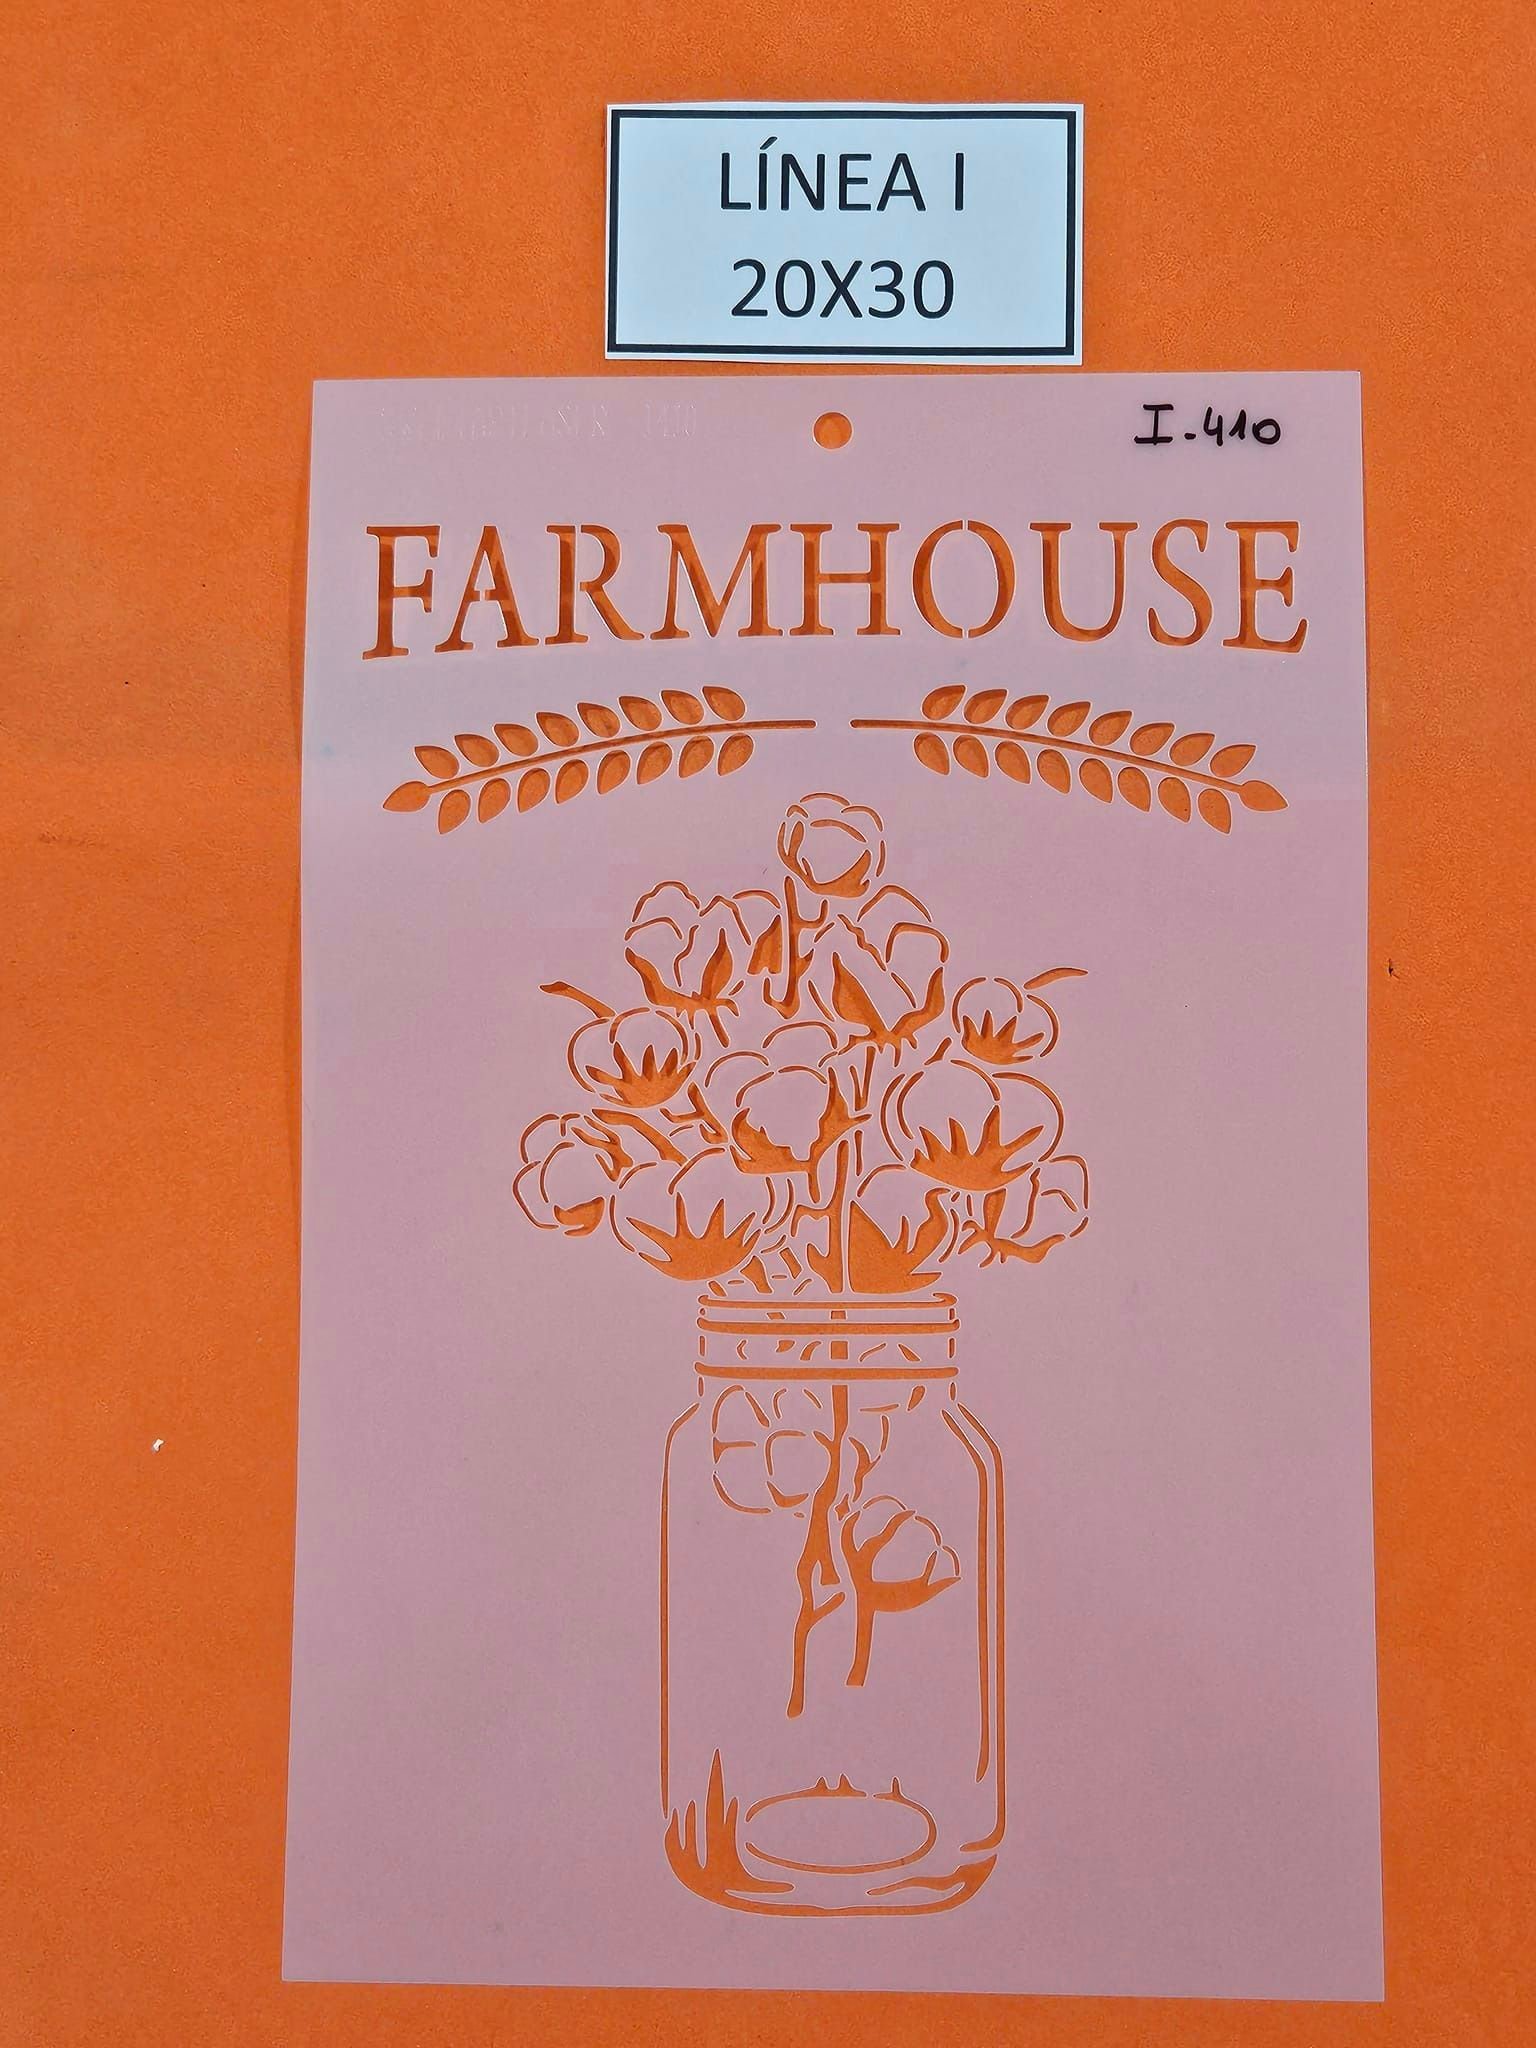 LÍNEA I
20X30
I-410
FARMHOUSE